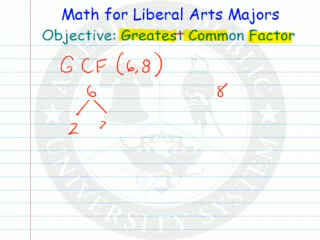 Math for Liberal Arts Majors
Objective: Greatest Common Factor
GCF(6,8)
6 8
2